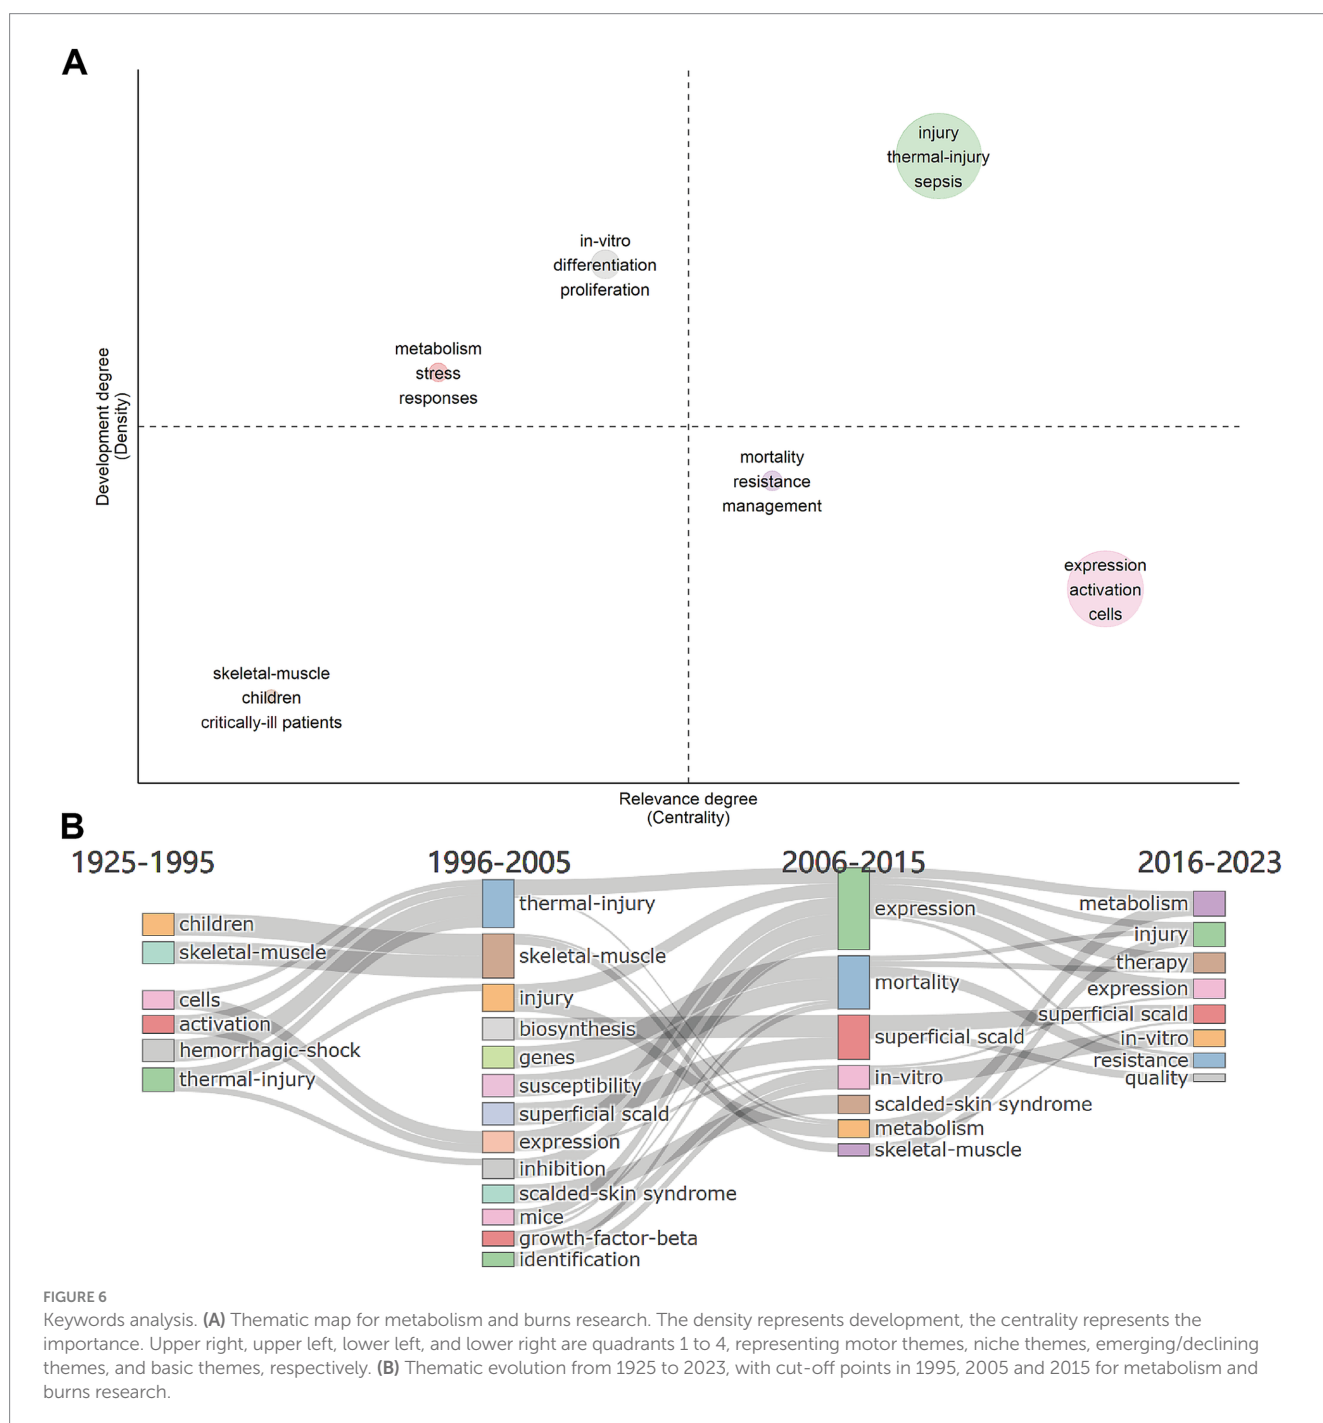 A
injury
thermal-injury
sepsis
in-vitro
differentiation
proliferation
metabolism
stress
responses
Development degree
(Density)
mortality
resistance
management
expression
activation
cells
skeletal-muscle
children
critically-ill patients
Relevance degree
(Centrality)
B
1925-1995
1996-2005
2006-2015
2016-2023
children
skeletal-muscle
cells
activation
hemorrhagic-shock
thermal-injury
thermal-injury
skeletal-muscle
injury
biosynthesis
genes
susceptibility
superficial scald
expression
inhibition
scalded-skin syndrome
mice
growth-factor-beta
identification
expression
mortality
superficial scald
in-vitro
scalded-skin syndrome
metabolism
skeletal-muscle
metabolism
injury
therapy
expression
superficial scald
in-vitro
resistance
quality
FIGURE 6
Keywords analysis. (A) Thematic map for metabolism and burns research. The density represents development, the centrality represents the
importance. Upper right, upper left, lower left, and lower right are quadrants 1 to 4, representing motor themes, niche themes, emerging/declining
themes, and basic themes, respectively. (B) Thematic evolution from 1925 to 2023, with cut-off points in 1995, 2005 and 2015 for metabolism and
burns research.